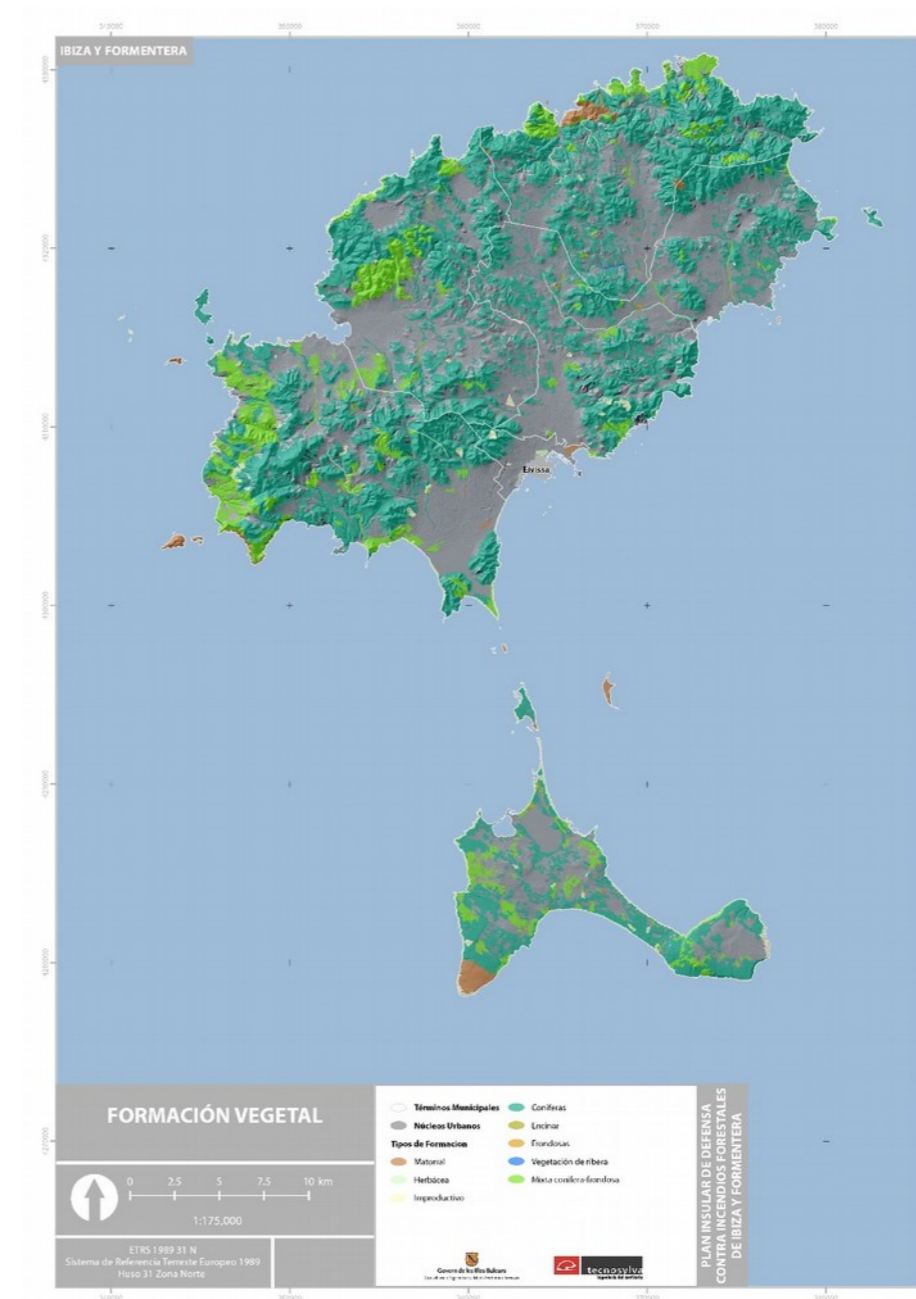 IBIZA Y FORMENTERA
Eivissa
FORMACIÓN VEGETAL
0 2.5 5 7.5 10 km
1:175.000
ETRS 1989 31 N
Sistema de Referencia Terrestre Europeo 1989
Huso 31 Zona Norte
Términos Municipales
Núcleos Urbanos
Tipos de Formacion
Matorral
Herbácea
Improductivo
Coníferas
Encinar
Frondosas
Vegetación de ribera
Mixta conifera-frondosa
Govern de les Illes Balears
tecnosylva
PLAN INSULAR DE DEFENSA
CONTRA INCENDIOS FORESTALES
DE IBIZA Y FORMENTERA